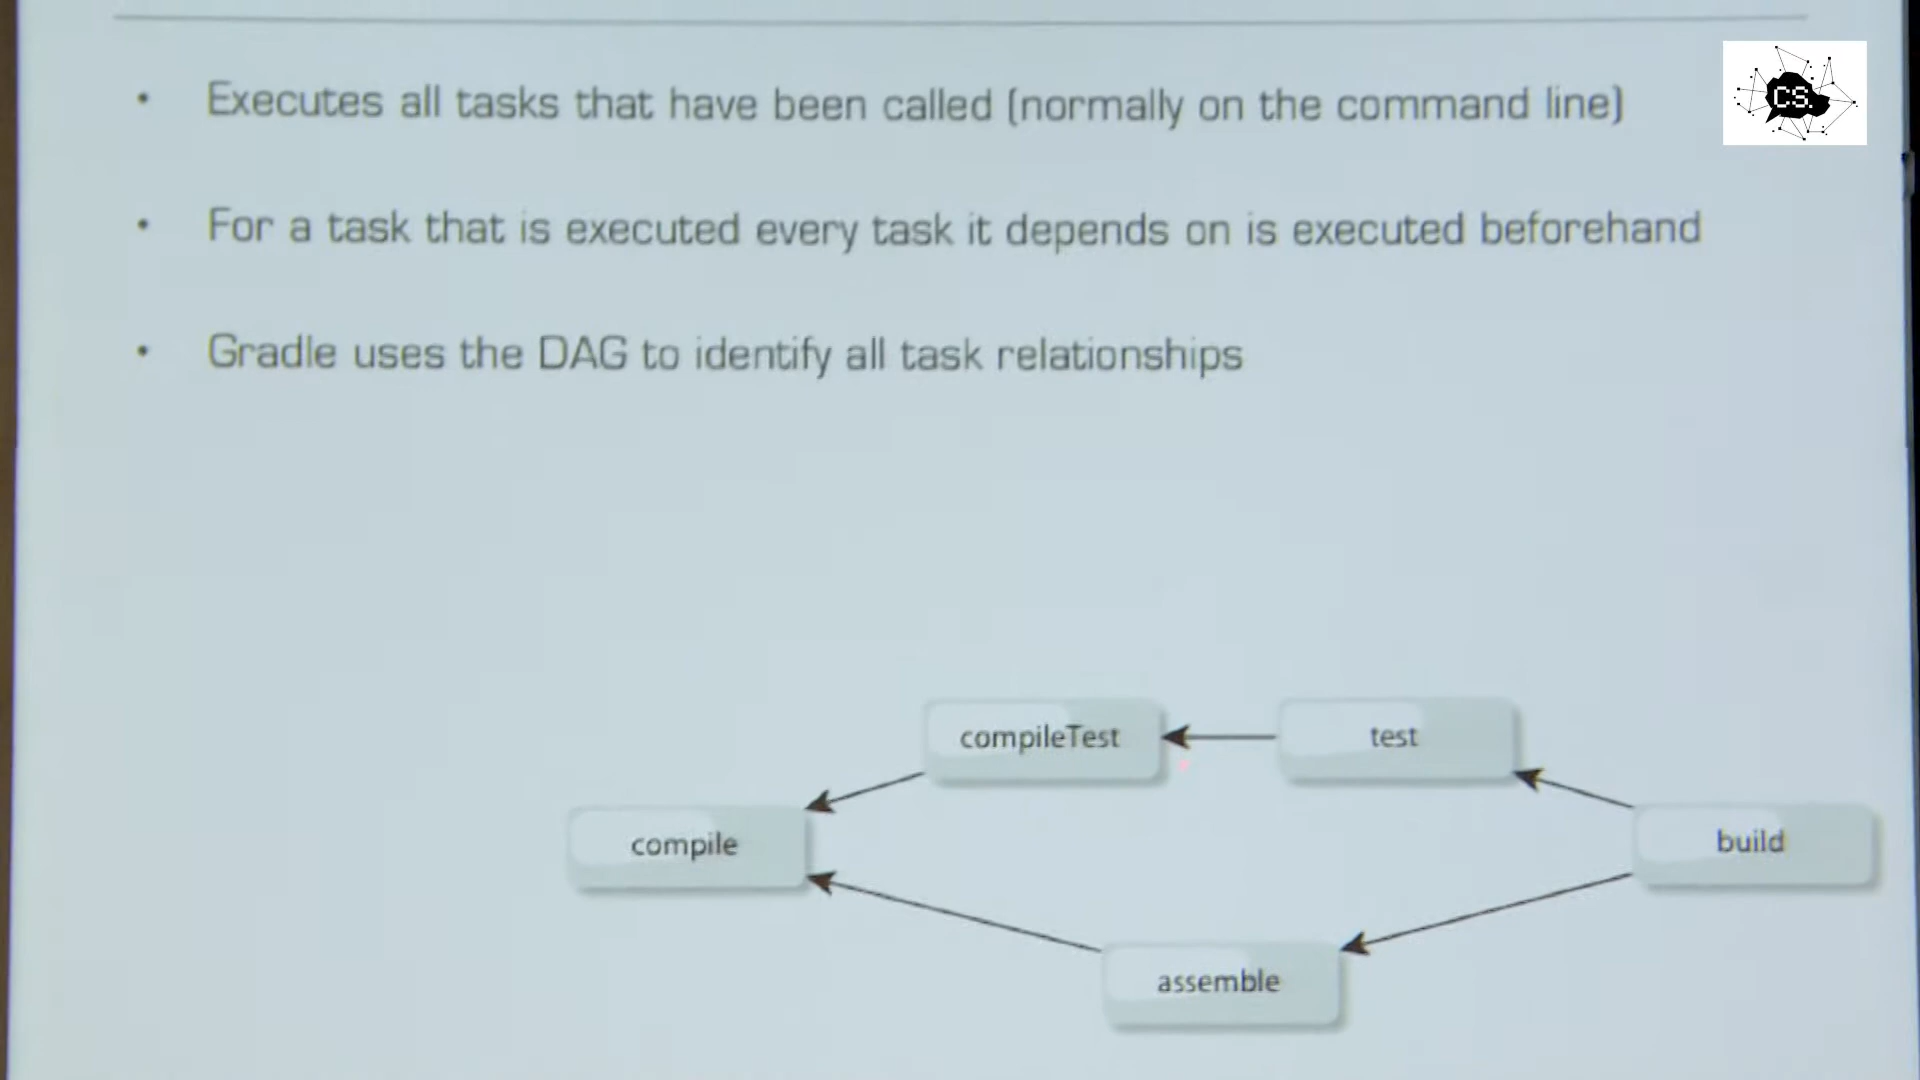 • Executes all tasks that have been called (normally on the command line)
• For a task that is executed every task it depends on is executed beforehand
• Gradle uses the DAG to identify all task relationships
compileTest
test
compile
build
assemble
CS.